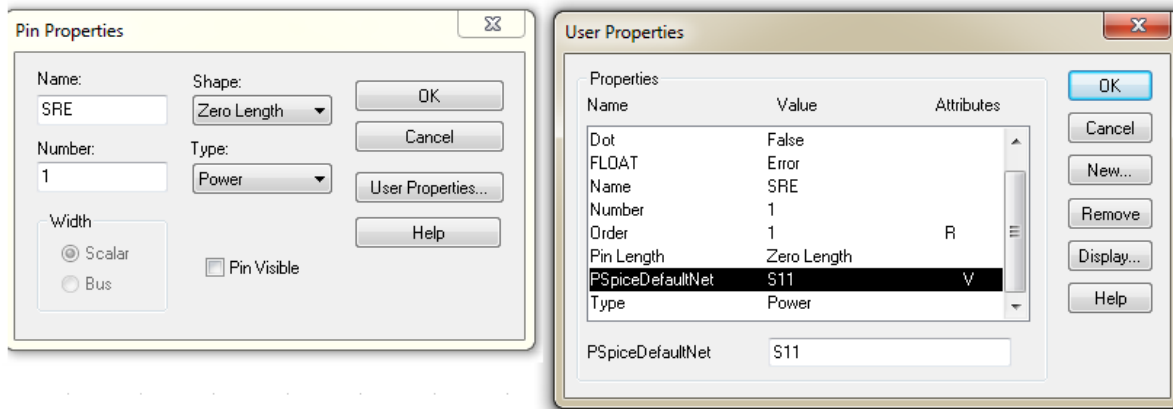 Pin Properties
Name:
SRE
Shape:
Zero Length
OK
Cancel
Number:
1
Type:
Power
User Properties...
Help
Width
Scalar
Bus
Pin Visible
User Properties
Properties
Name Value Attributes
Dot False
FLOAT Error
Name SRE
Number 1
Order 1 R
Pin Length Zero Length
PSpiceDefaultNet S11 V
Type Power
PSpiceDefaultNet S11
OK
Cancel
New...
Remove
Display...
Help